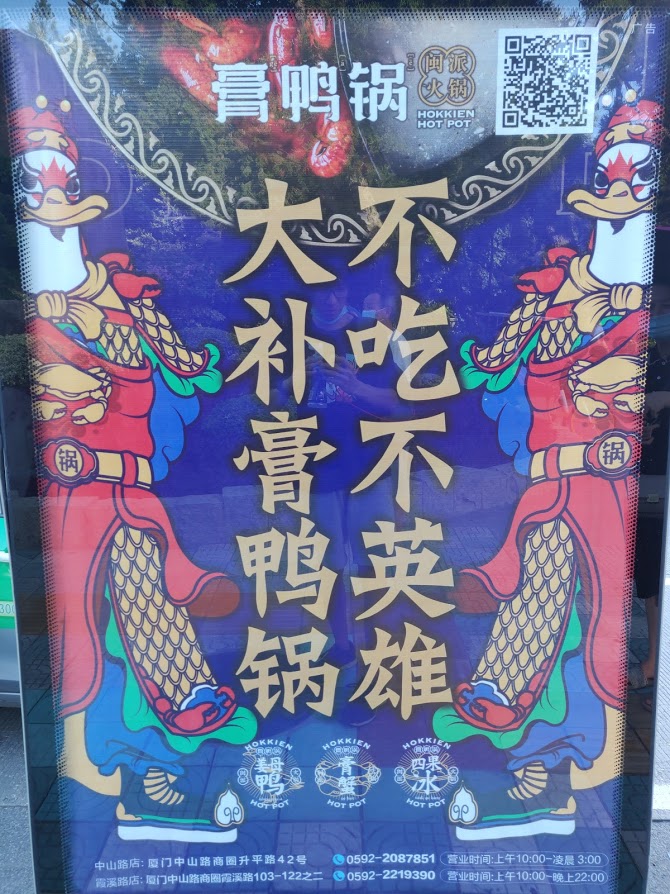 广告
膏鸭锅
闽派火锅
HOKKIEN
HOT POT
不吃不英雄
大补膏鸭锅
锅
锅
HOKKIEN
姜母鸭
HOT POT
HOKKIEN
膏蟹
HOT POT
HOKKIEN
四果冰
HOT POT
中山路店: 厦门中山路商圈升平路42号 0592-2087851 营业时间:上午10:00-凌晨 3:00
霞溪路店: 厦门中山路商圈霞溪路103-122之二 0592-2219390 营业时间:上午10:00-晚上22:00